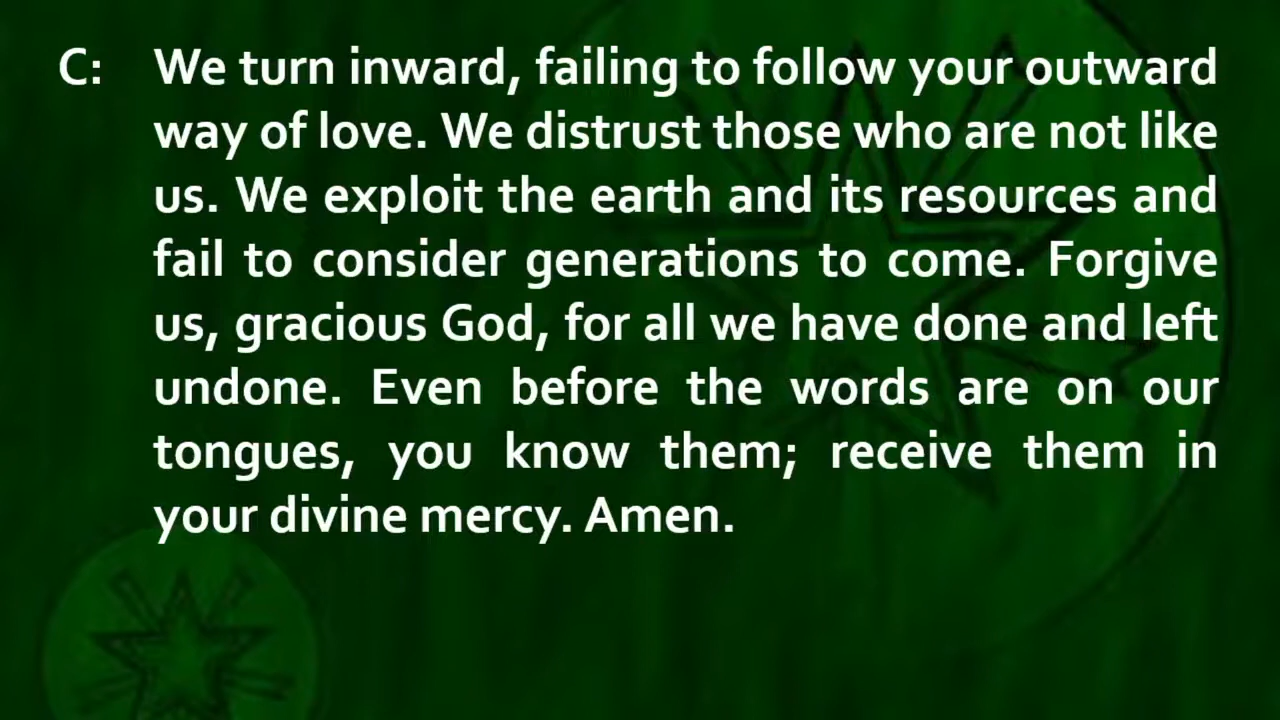 C: We turn inward, failing to follow your outward
way of love. We distrust those who are not like
us. We exploit the earth and its resources and
fail to consider generations to come. Forgive
us, gracious God, for all we have done and left
undone. Even before the words are on our
tongues, you know them; receive them in
your divine mercy. Amen.